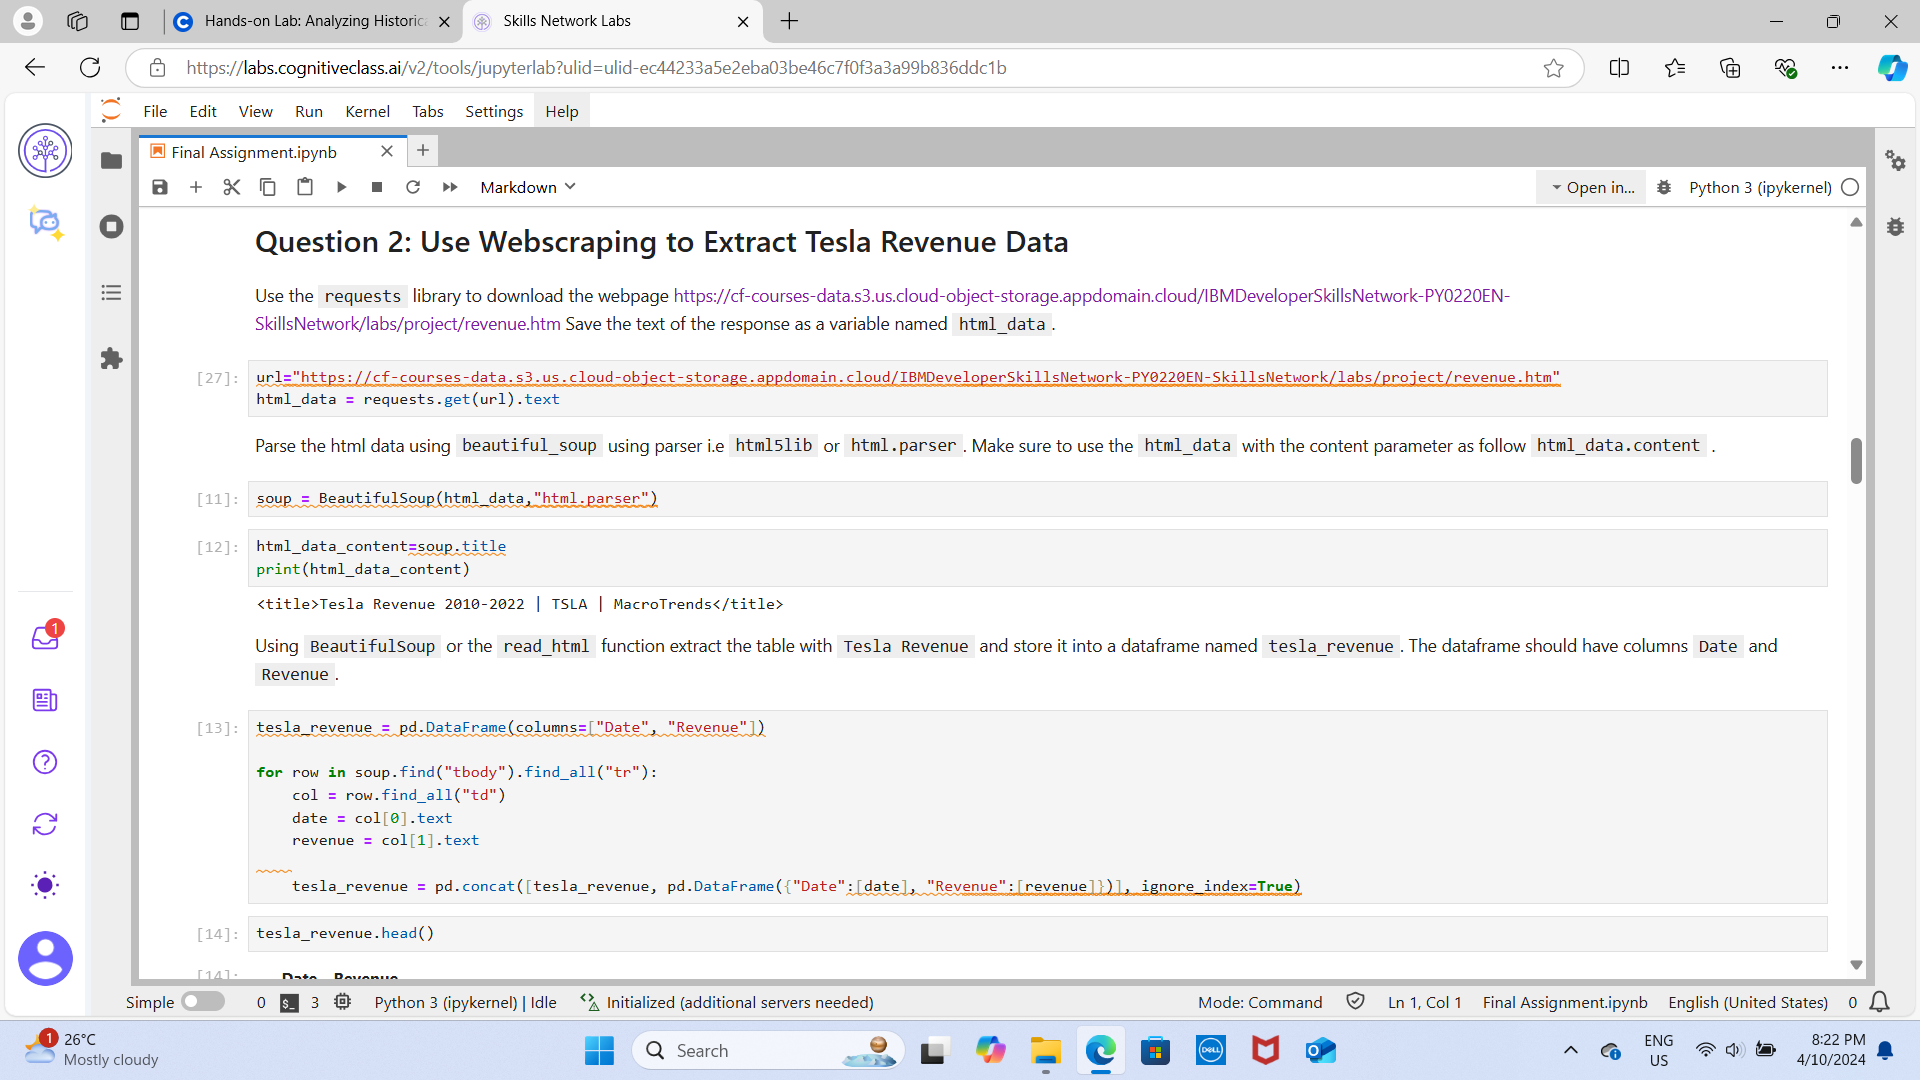 Hands-on Lab: Analyzing Historica
Skills Network Labs
https://labs.cognitiveclass.ai/v2/tools/jupyterlab?ulid=ulid-ec44233a5e2eba03be46c7f0f3a3a99b836ddc1b
File Edit View Run Kernel Tabs Settings Help
Final Assignment.ipynb
Markdown
Open in...
Python 3 (ipykernel)
Question 2: Use Webscraping to Extract Tesla Revenue Data
Use the requests library to download the webpage https://cf-courses-data.s3.us.cloud-object-storage.appdomain.cloud/IBMDeveloperSkillsNetwork-PY0220EN-
SkillsNetwork/labs/project/revenue.htm Save the text of the response as a variable named html_data.
[27]: url="https://cf-courses-data.s3.us.cloud-object-storage.appdomain.cloud/IBMDeveloperSkillsNetwork-PY0220EN-SkillsNetwork/labs/project/revenue.htm"
html_data = requests.get(url).text
Parse the html data using beautiful_soup using parser i.e html5lib or html.parser. Make sure to use the html_data with the content parameter as follow html_data.content .
[11]: soup = BeautifulSoup(html_data,"html.parser")
[12]: html_data_content=soup.title
print(html_data_content)
<title>Tesla Revenue 2010-2022 | TSLA | MacroTrends</title>
Using BeautifulSoup or the read_html function extract the table with Tesla Revenue and store it into a dataframe named tesla_revenue. The dataframe should have columns Date and
Revenue.
[13]: tesla_revenue = pd.DataFrame(columns=["Date", "Revenue"])
for row in soup.find("tbody").find_all("tr"):
    col = row.find_all("td")
    date = col[0].text
    revenue = col[1].text
    tesla_revenue = pd.concat([tesla_revenue, pd.DataFrame({"Date":[date], "Revenue":[revenue]})], ignore_index=True)
[14]: tesla_revenue.head()
[14]: Date Revenue
Simple 0 3 Python 3 (ipykernel) | Idle Initialized (additional servers needed) Mode: Command Ln 1, Col 1 Final Assignment.ipynb English (United States) 0
1
1
26°C
Mostly cloudy
Search
DELL
ENG
US
8:22 PM
4/10/2024